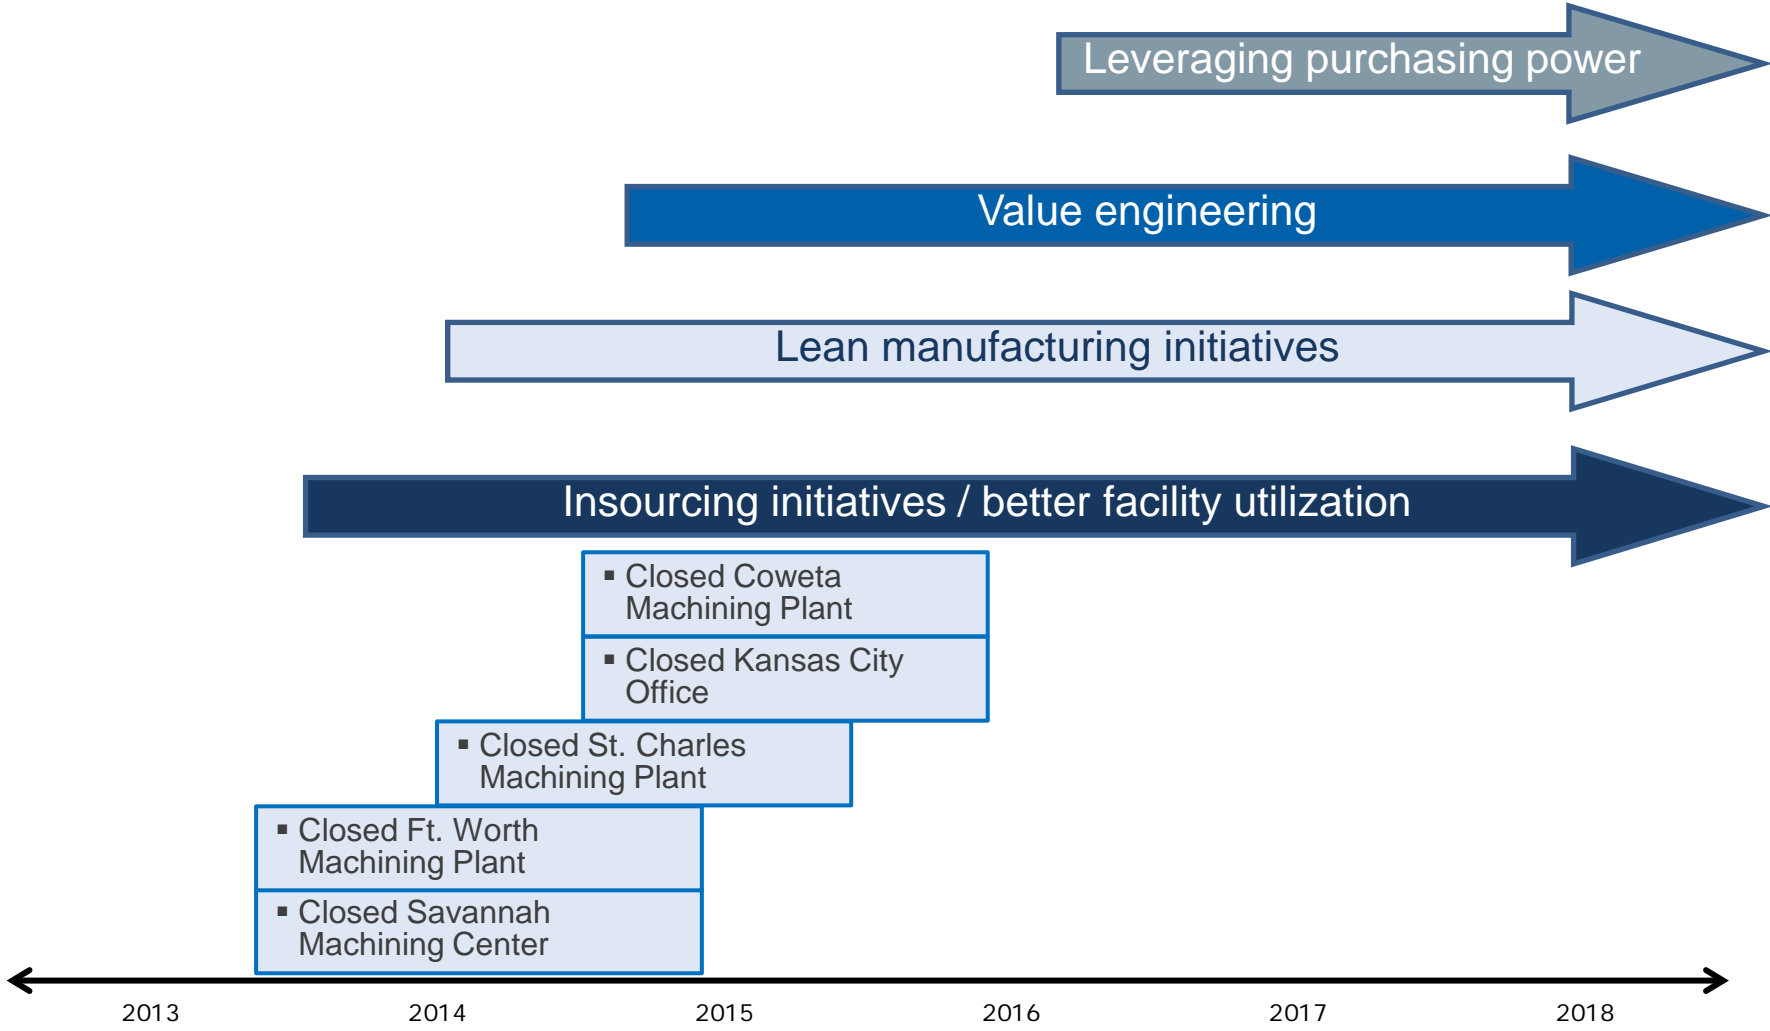 Leveraging purchasing power
Value engineering
Lean manufacturing initiatives
Insourcing initiatives / better facility utilization
▪ Closed Coweta
Machining Plant
▪ Closed Kansas City
Office
▪ Closed St. Charles
Machining Plant
▪ Closed Ft. Worth
Machining Plant
▪ Closed Savannah
Machining Center
2013 2014 2015 2016 2017 2018